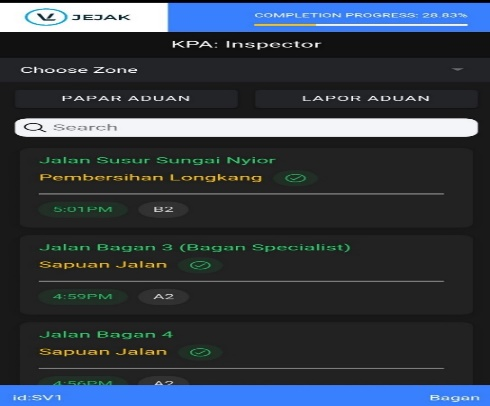 JEJAK
COMPLETION PROGRESS: 28.83%
KPA: Inspector
Choose Zone
PAPAR ADUAN
LAPOR ADUAN
Search
Jalan Susur Sungai Nyior
Pembersihan Longkang
5:01PM B2
Jalan Bagan 3 (Bagan Specialist)
Sapuan Jalan
4:59PM A2
Jalan Bagan 4
Sapuan Jalan
4:56PM A2
id:SV1
Bagan